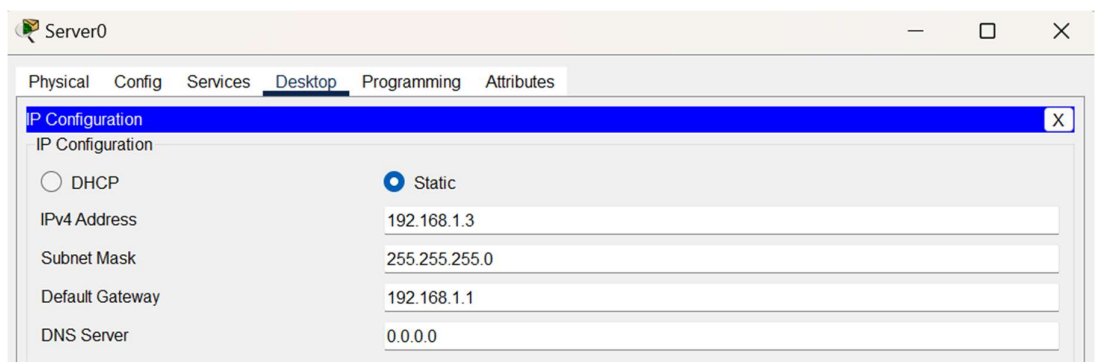 Server0
Physical Config Services Desktop Programming Attributes
IP Configuration X
IP Configuration
DHCP Static
IPv4 Address 192.168.1.3
Subnet Mask 255.255.255.0
Default Gateway 192.168.1.1
DNS Server 0.0.0.0